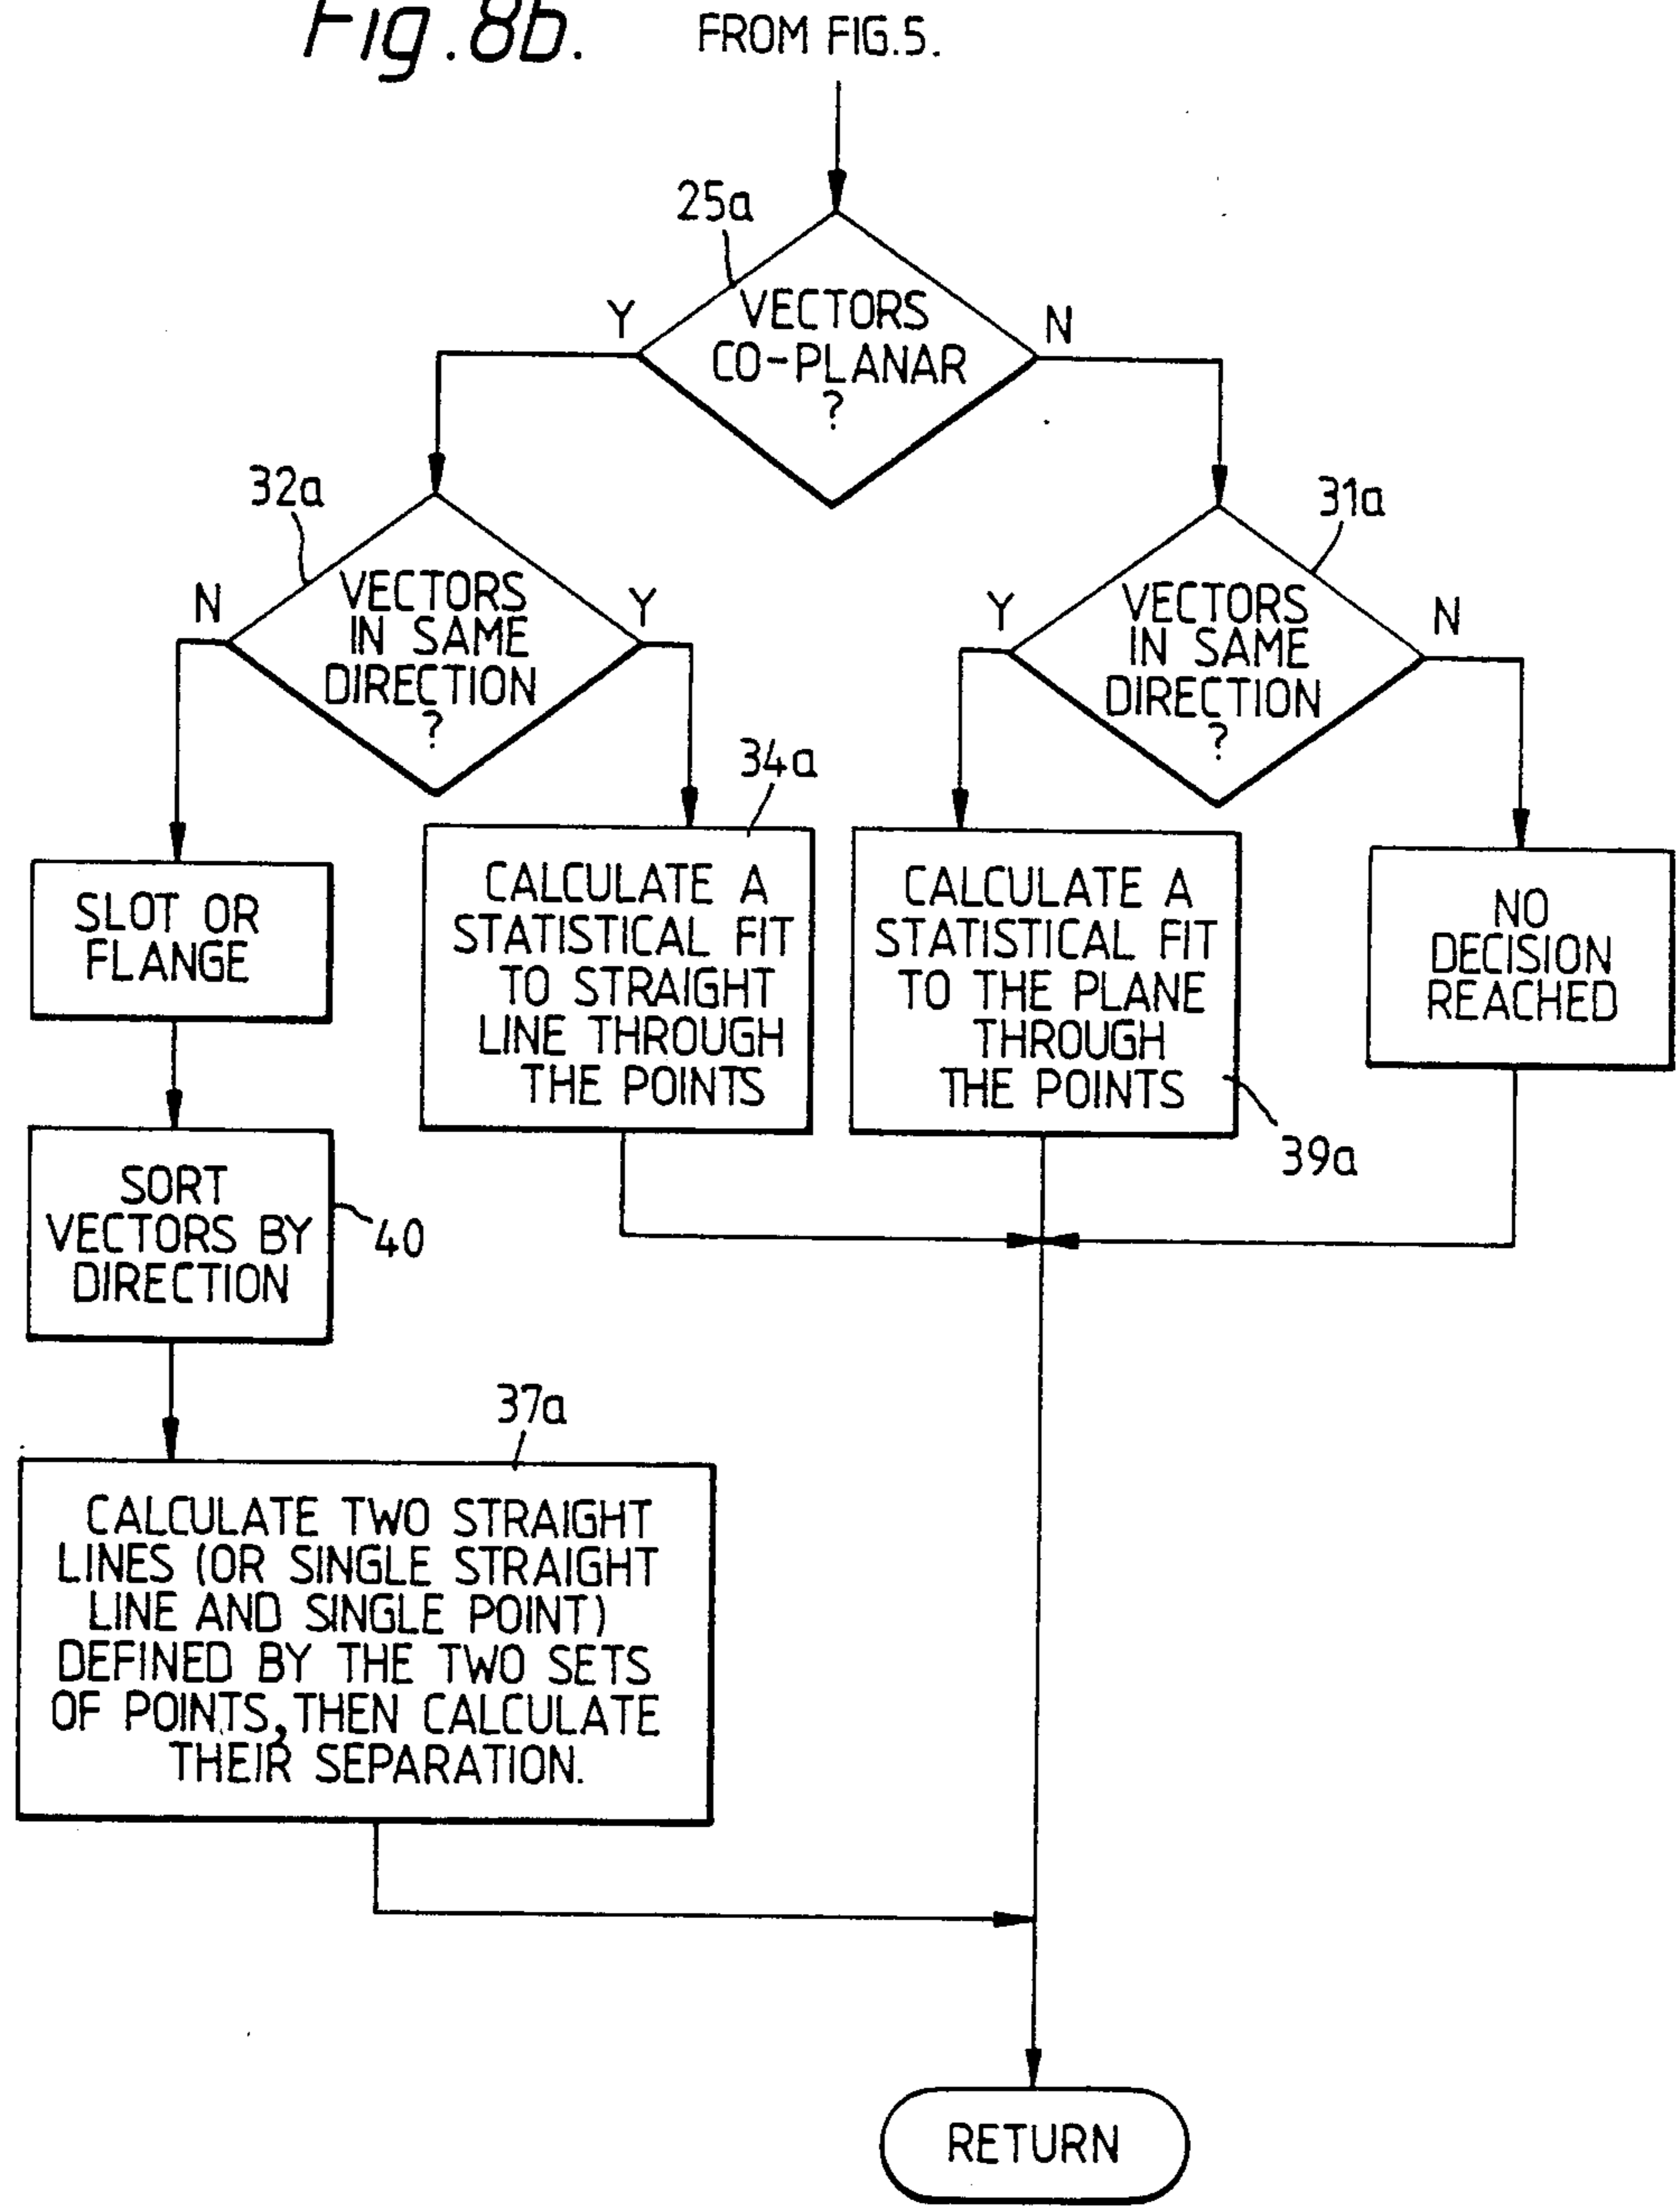 Fig.8b.
FROM FIG.5.
25a
Y
VECTORS
CO-PLANAR
?
N
32a
N
VECTORS
IN SAME
DIRECTION
?
Y
31a
Y
VECTORS
IN SAME
DIRECTION
?
N
34a
SLOT OR
FLANGE
CALCULATE A
STATISTICAL FIT
TO STRAIGHT
LINE THROUGH
THE POINTS
CALCULATE A
STATISTICAL FIT
TO THE PLANE
THROUGH
THE POINTS
39a
NO
DECISION
REACHED
SORT
VECTORS BY
DIRECTION
40
37a
CALCULATE TWO STRAIGHT
LINES (OR SINGLE STRAIGHT
LINE AND SINGLE POINT)
DEFINED BY THE TWO SETS
OF POINTS, THEN CALCULATE
THEIR SEPARATION.
RETURN